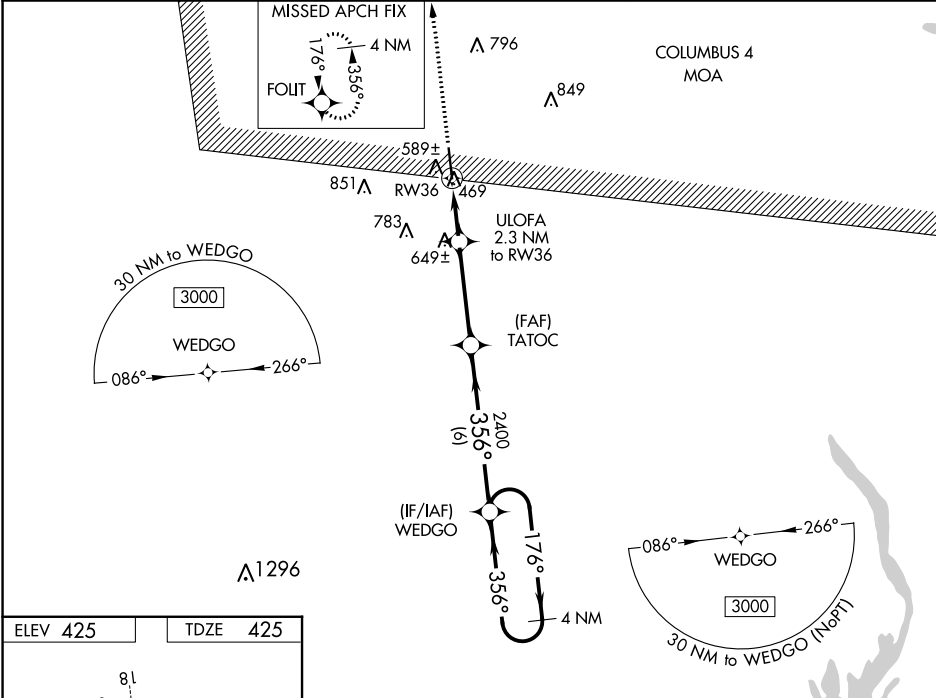 MISSED APCH FIX
4 NM
176°
356°
FOLIT
796
849
COLUMBUS 4
MOA
589±
851
RW36
469
783
649±
ULOFA
2.3 NM
to RW36
30 NM to WEDGO
3000
WEDGO
086°
266°
(FAF)
TATOC
2400
356°
(6)
(IF/IAF)
WEDGO
176°
356°
4 NM
086°
266°
WEDGO
3000
30 NM to WEDGO (NoPT)
1296
ELEV 425
TDZE 425
18